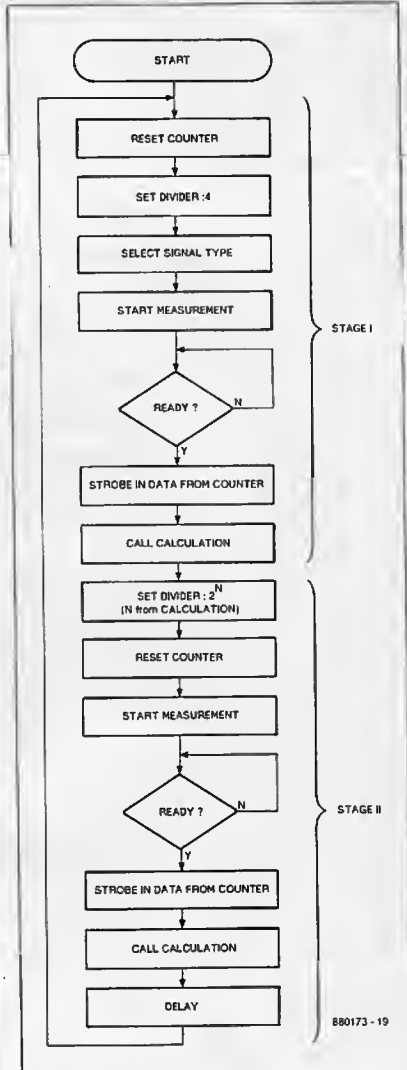 START
RESET COUNTER
SET DIVIDER :4
SELECT SIGNAL TYPE
START MEASUREMENT
STAGE I
READY ?
N
Y
STROBE IN DATA FROM COUNTER
CALL CALCULATION
SET DIVIDER : 2^N
(N from CALCULATION)
RESET COUNTER
START MEASUREMENT
READY ?
N
STAGE II
Y
STROBE IN DATA FROM COUNTER
CALL CALCULATION
DELAY
880173 - 19